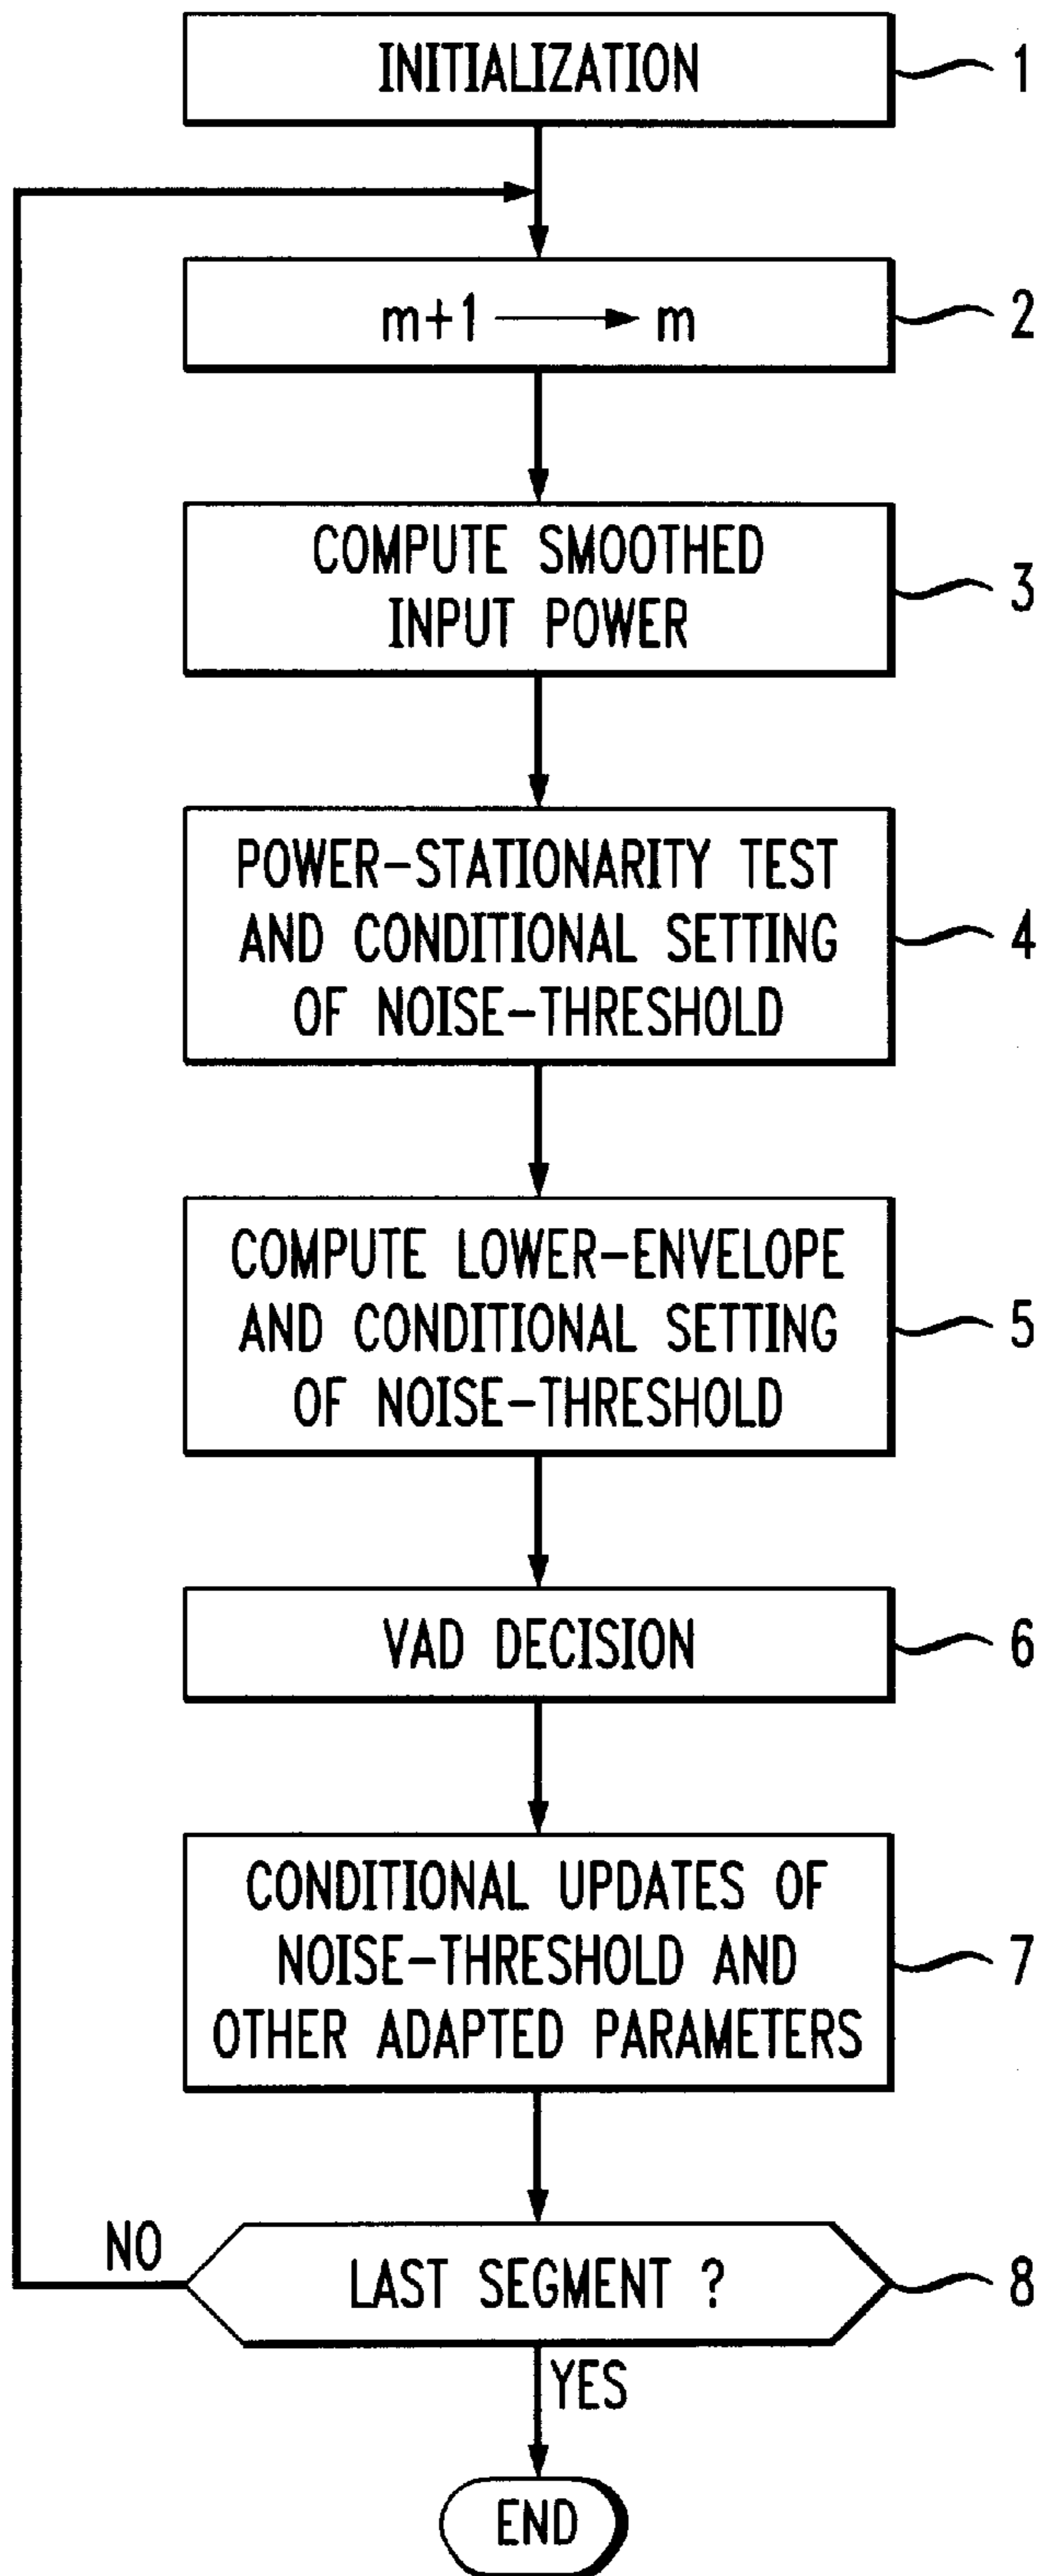 INITIALIZATION
1
m+1 → m
2
COMPUTE SMOOTHED
INPUT POWER
3
POWER-STATIONARITY TEST
AND CONDITIONAL SETTING
OF NOISE-THRESHOLD
4
COMPUTE LOWER-ENVELOPE
AND CONDITIONAL SETTING
OF NOISE-THRESHOLD
5
VAD DECISION
6
CONDITIONAL UPDATES OF
NOISE-THRESHOLD AND
OTHER ADAPTED PARAMETERS
7
NO
LAST SEGMENT ?
8
YES
END